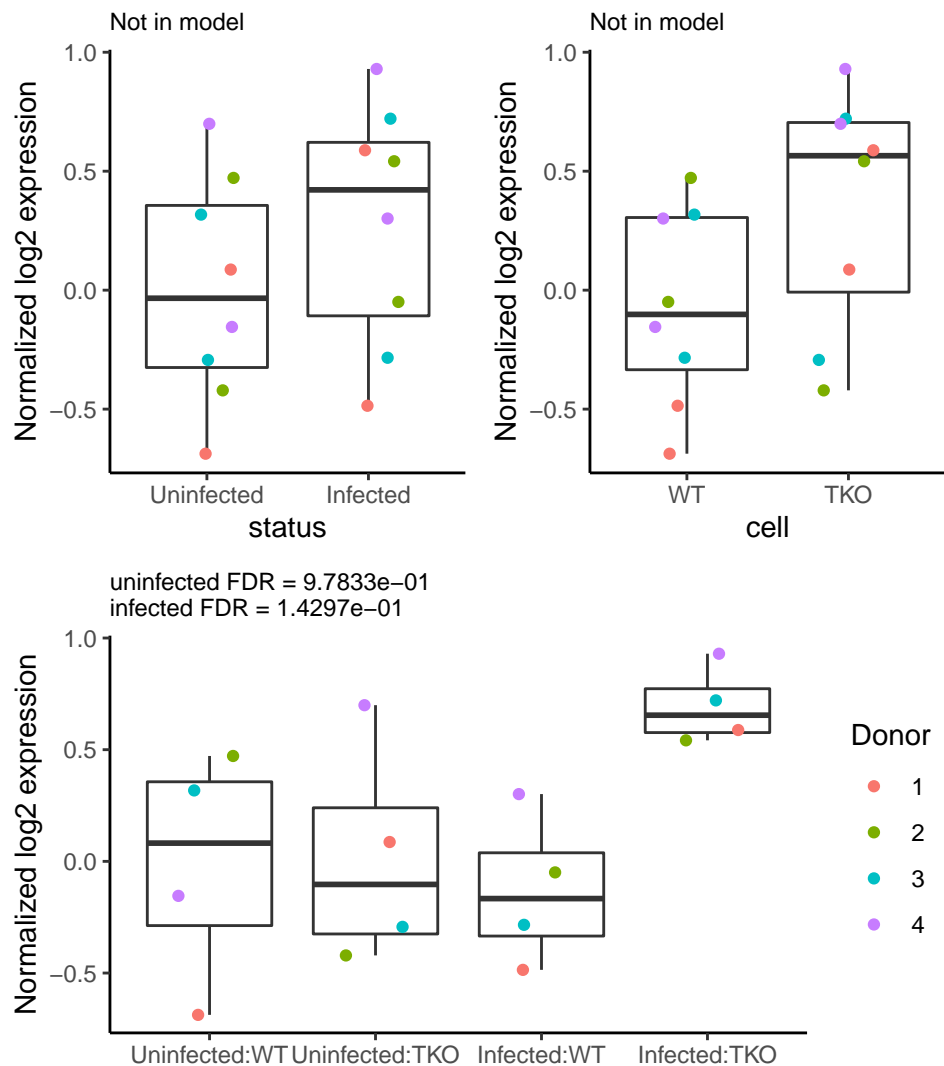 Not in model
Normalized log2 expression
1.0
0.5
0.0
−0.5
Uninfected Infected
status
Not in model
Normalized log2 expression
1.0
0.5
0.0
−0.5
WT TKO
cell
uninfected FDR = 9.7833e−01
infected FDR = 1.4297e−01
Normalized log2 expression
1.0
0.5
0.0
−0.5
Uninfected:WT Uninfected:TKO Infected:WT Infected:TKO
Donor
1
2
3
4